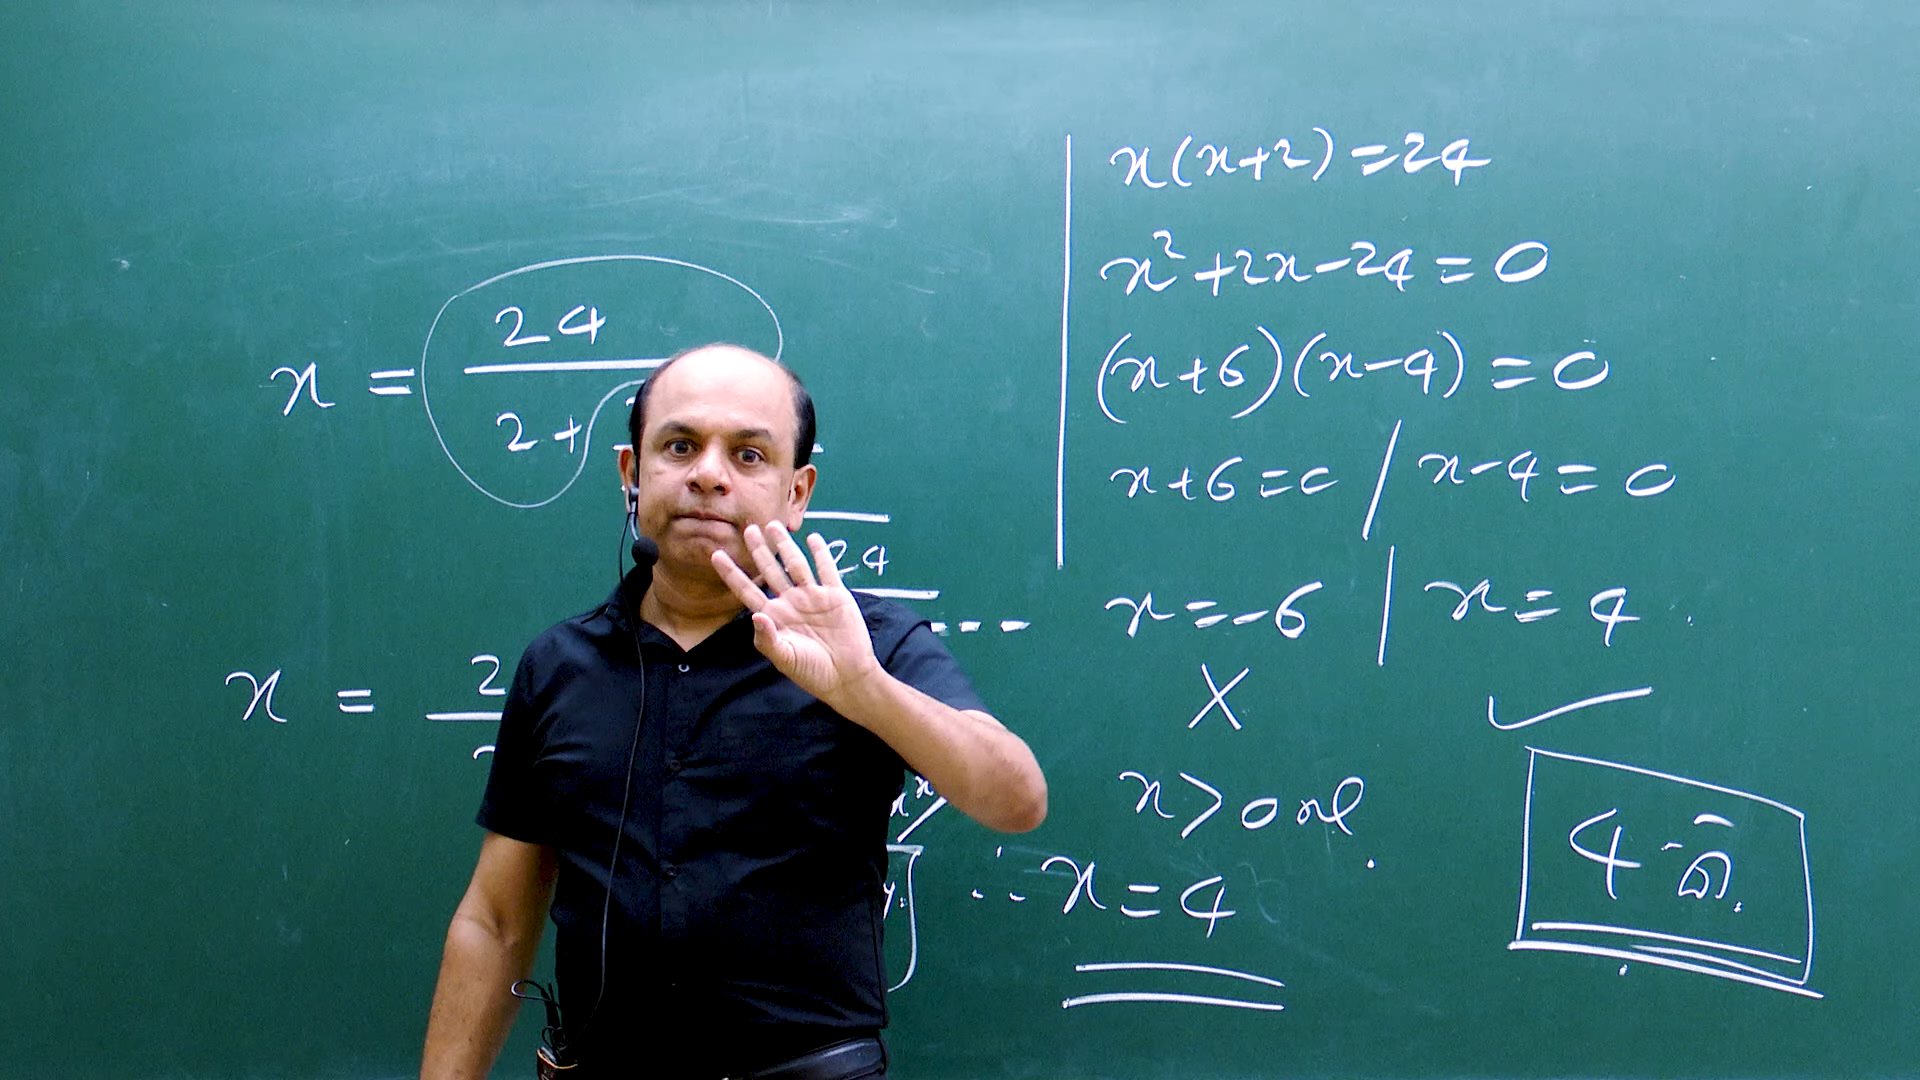 x = 24
2 +
24
- - -
x = 2
x(x+2) = 24
x² + 2x - 24 = 0
(x+6)(x-4) = 0
x+6 = 0 / x-4 = 0
x = -6 | x = 4
X ✓
x > 0
∴ x = 4
4